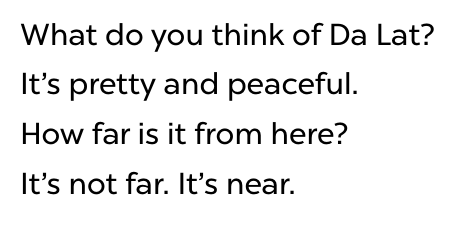 What do you think of Da Lat?
It’s pretty and peaceful.
How far is it from here?
It’s not far. It’s near.